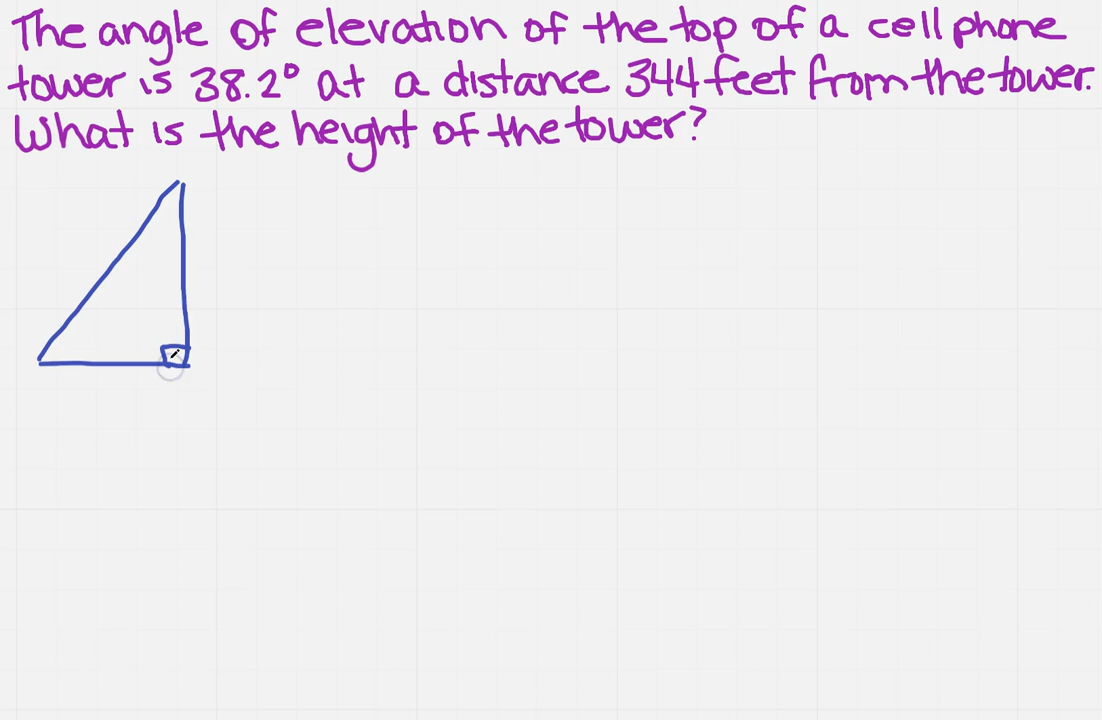 The angle of elevation of the top of a cell phone
tower is 38.2° at a distance 344 feet from the tower.
What is the height of the tower?